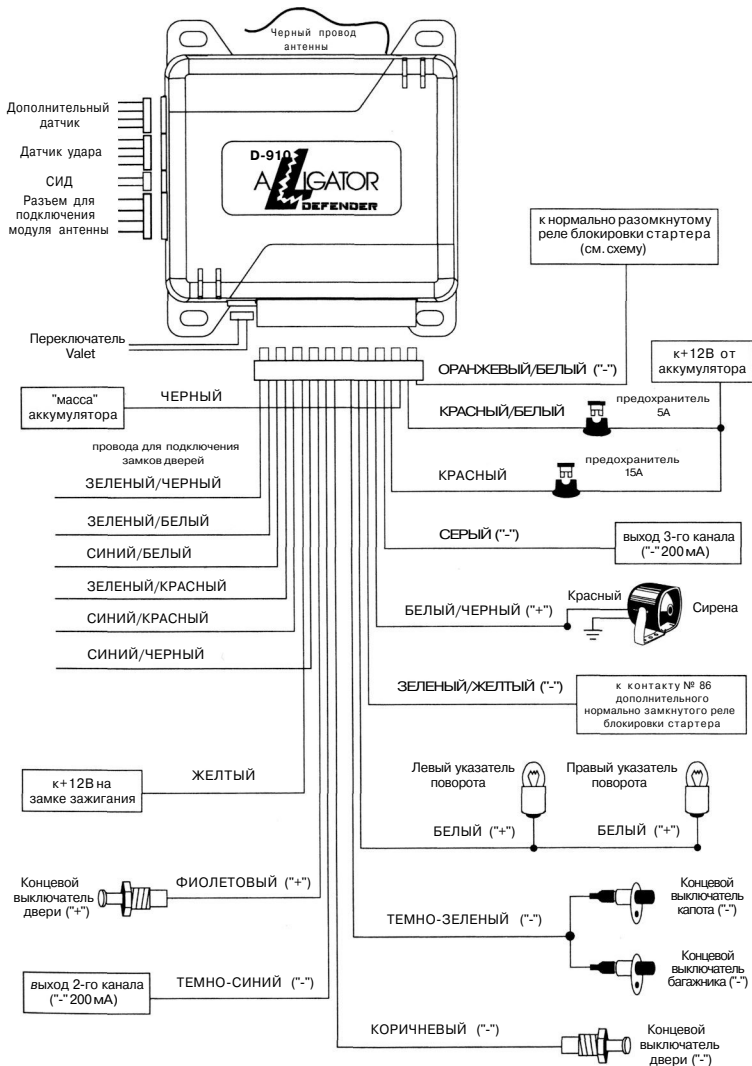 Черный провод
антенны
Дополнительный
датчик
Датчик удара
СИД
Разъем для
подключения
модуля антенны
D-910
ALLIGATOR
DEFENDER
к нормально разомкнутому
реле блокировки стартера
(см. схему)
Переключатель
Valet
ОРАНЖЕВЫЙ/БЕЛЫЙ ("-")
к+12В от
аккумулятора
"масса"
аккумулятора
ЧЕРНЫЙ
КРАСНЫЙ/БЕЛЫЙ
предохранитель
5А
провода для подключения
замков дверей
КРАСНЫЙ
предохранитель
15А
ЗЕЛЕНЫЙ/ЧЕРНЫЙ
ЗЕЛЕНЫЙ/БЕЛЫЙ
СЕРЫЙ ("-")
выход 3-го канала
("-"200мА)
СИНИЙ/БЕЛЫЙ
ЗЕЛЕНЫЙ/КРАСНЫЙ
БЕЛЫЙ/ЧЕРНЫЙ ("+")
Красный
Сирена
СИНИЙ/КРАСНЫЙ
СИНИЙ/ЧЕРНЫЙ
ЗЕЛЕНЫЙ/ЖЕЛТЫЙ ("-")
к контакту № 86
дополнительного
нормально замкнутого реле
блокировки стартера
к+12В на
замке зажигания
ЖЕЛТЫЙ
Левый указатель
поворота
Правый указатель
поворота
БЕЛЫЙ ("+")
БЕЛЫЙ ("+")
Концевой
выключатель
двери ("+")
ФИОЛЕТОВЫЙ ("+")
ТЕМНО-ЗЕЛЕНЫЙ ("-")
Концевой
выключатель
капота ("-")
Концевой
выключатель
багажника ("-")
выход 2-го канала
("-"200мА)
ТЕМНО-СИНИЙ ("-")
КОРИЧНЕВЫЙ ("-")
Концевой
выключатель
двери ("-")